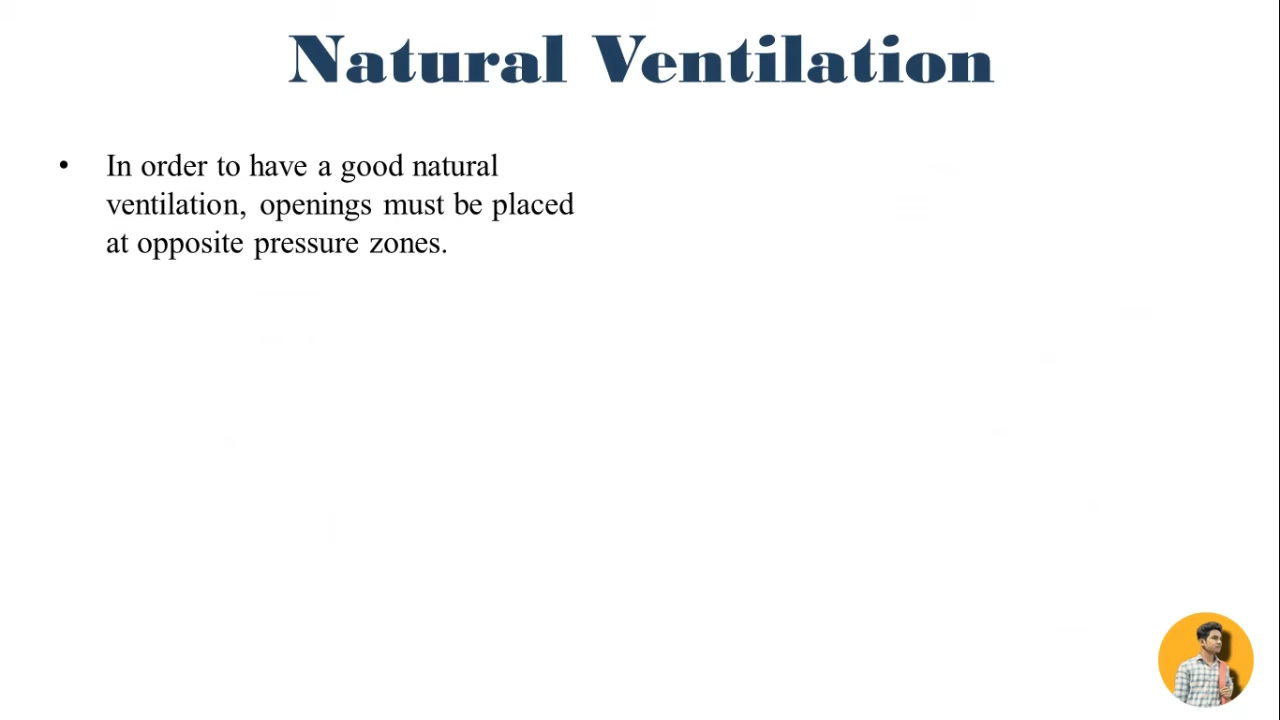 Natural Ventilation
• In order to have a good natural
ventilation, openings must be placed
at opposite pressure zones.